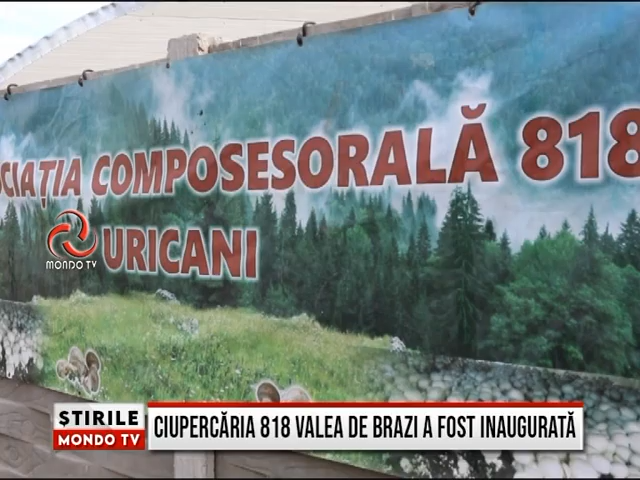 CIAȚIA COMPOSESORALĂ 818
URICANI
MONDO TV
ȘTIRILE
MONDO TV
CIUPERCĂRIA 818 VALEA DE BRAZI A FOST INAUGURATĂ